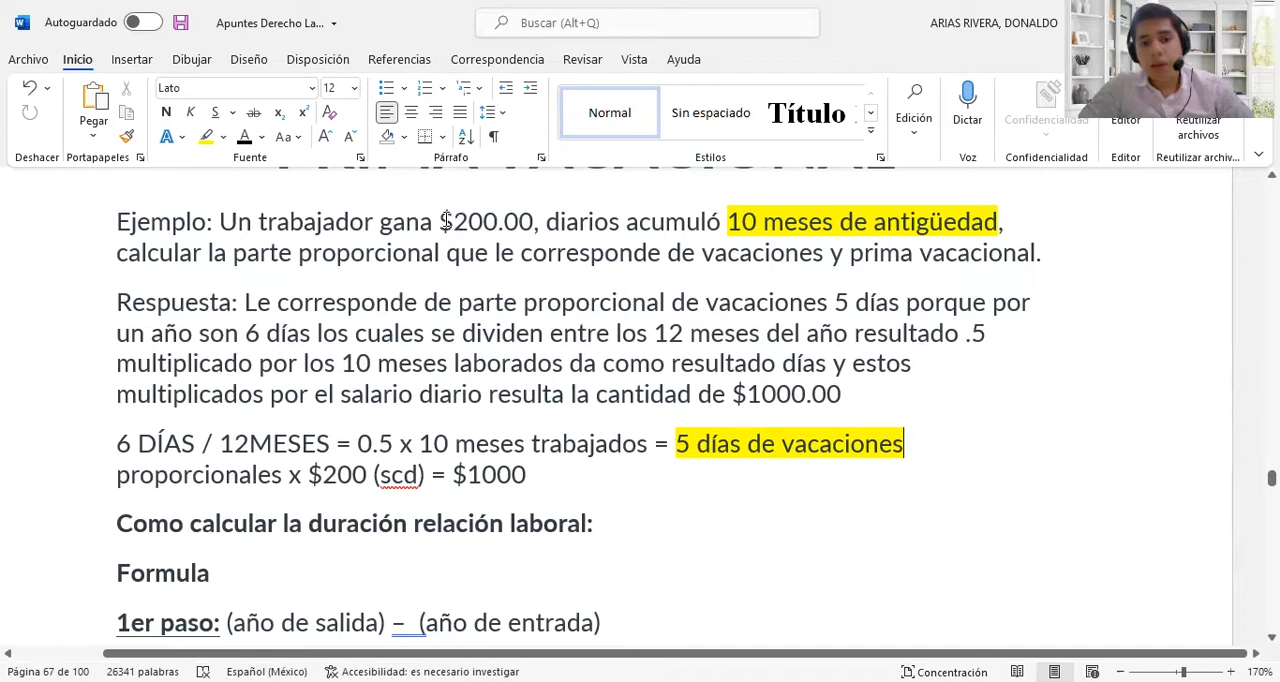 Autoguardado Apuntes Derecho La... Buscar (Alt+Q) ARIAS RIVERA, DONALDO
Archivo Inicio Insertar Dibujar Diseño Disposición Referencias Correspondencia Revisar Vista Ayuda
Lato 12
Pegar N K S ab x₂ x² Normal Sin espaciado Título Edición Dictar Confidencialidad Editor Reutilizar archivos
A A Aa A A
Deshacer Portapapeles Fuente Párrafo Estilos Voz Confidencialidad Editor Reutilizar archiv...
Ejemplo: Un trabajador gana $200.00, diarios acumuló 10 meses de antigüedad,
calcular la parte proporcional que le corresponde de vacaciones y prima vacacional.
Respuesta: Le corresponde de parte proporcional de vacaciones 5 días porque por
un año son 6 días los cuales se dividen entre los 12 meses del año resultado .5
multiplicado por los 10 meses laborados da como resultado días y estos
multiplicados por el salario diario resulta la cantidad de $1000.00
6 DÍAS / 12MESES = 0.5 x 10 meses trabajados = 5 días de vacaciones
proporcionales x $200 (scd) = $1000
Como calcular la duración relación laboral:
Formula
1er paso: (año de salida) – (año de entrada)
Página 67 de 100 26341 palabras Español (México) Accesibilidad: es necesario investigar Concentración 170%